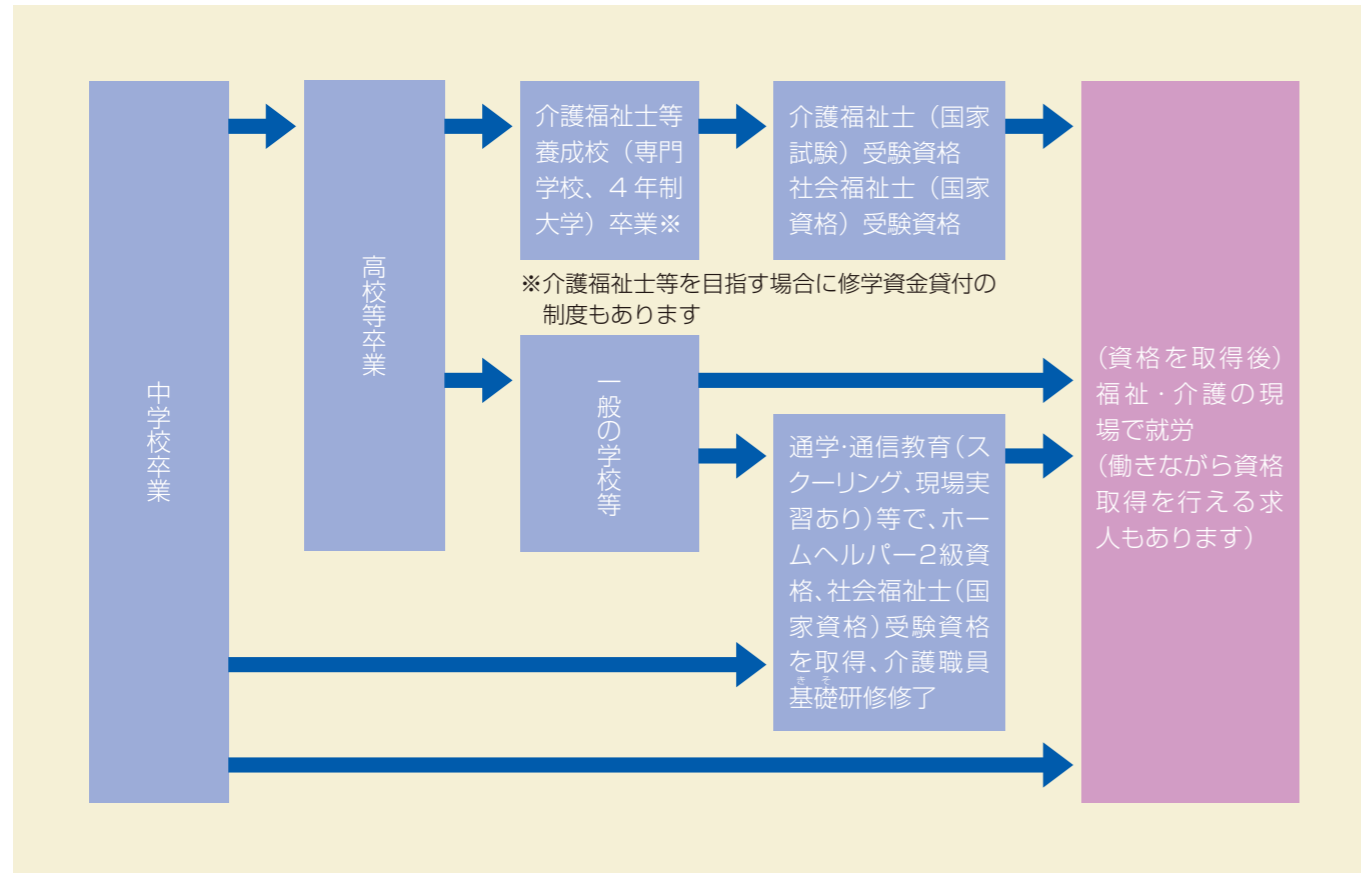 中学校卒業
高校等卒業
介護福祉士等
養成校（専門
学校、4年制
大学）卒業※
介護福祉士（国家
試験）受験資格
社会福祉士（国家
資格）受験資格
※介護福祉士等を目指す場合に修学資金貸付の
制度もあります
一般の学校等
通学・通信教育（ス
クーリング、現場実
習あり）等で、ホー
ムヘルパー2級資
格、社会福祉士（国
家資格）受験資格
を取得、介護職員
きそ
基礎研修修了
（資格を取得後）
福祉・介護の現
場で就労
（働きながら資格
取得を行える求
人もあります）